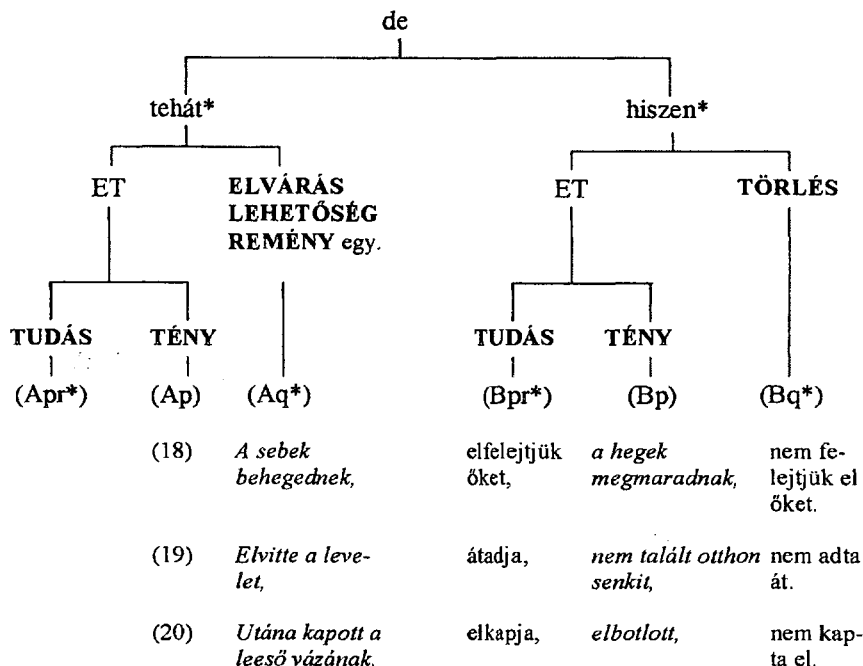 de
tehát* hiszen*
ET ELVÁRÁS ET TÖRLÉS
LEHETŐSÉG
REMÉNY egy.
TUDÁS TÉNY TUDÁS TÉNY
(Apr*) (Ap) (Aq*) (Bpr*) (Bp) (Bq*)
(18) A sebek elfelejtjük a hegek nem fe-
behegednek, őket, megmaradnak, lejtjük el
őket.
(19) Elvitte a leve- átadja, nem talált otthon nem adta
let, senkit, át.
(20) Utána kapott a elkapja, elbotlott, nem kap-
leeső vázának, ta el.